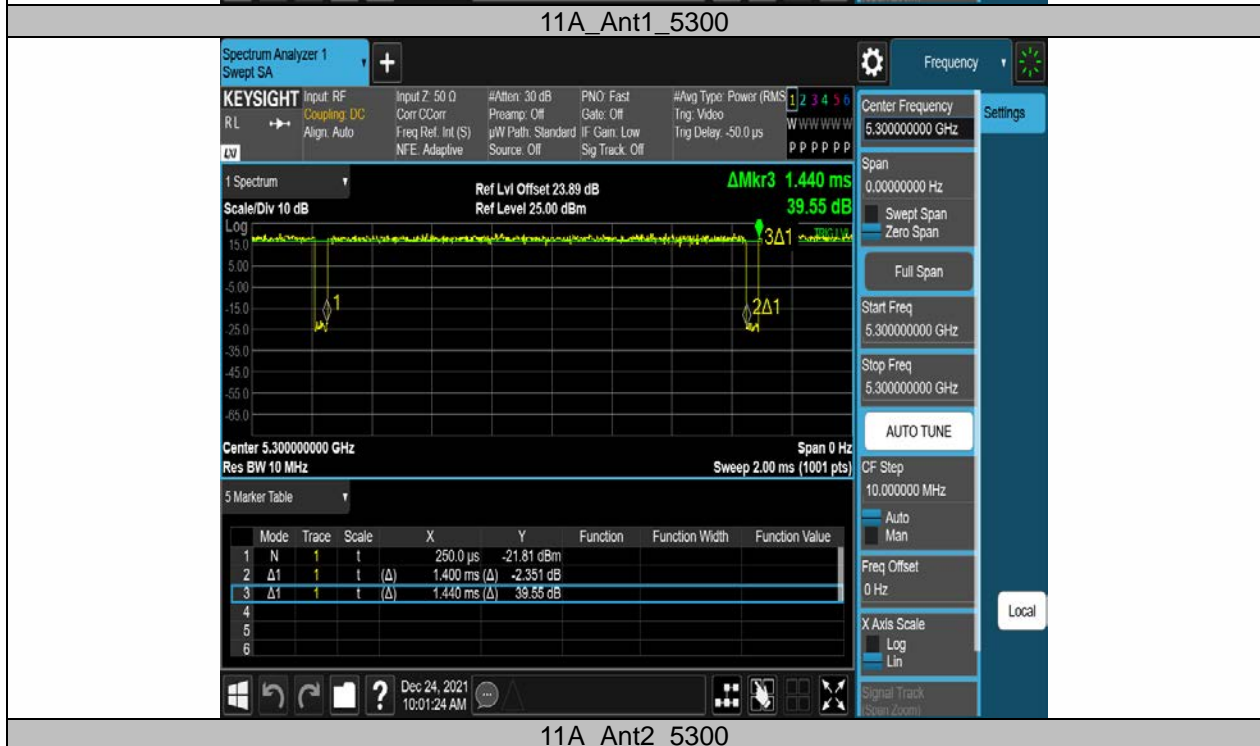 11A_Ant1_5300
Spectrum Analyzer 1
Swept SA
Frequency
KEYSIGHT
RL
LXI
Input: RF
Coupling: DC
Align: Auto
Input Z: 50 Ω
Corr CCorr
Freq Ref: Int (S)
NFE: Adaptive
#Atten: 30 dB
Preamp: Off
µW Path: Standard
Source: Off
PNO: Fast
Gate: Off
IF Gain: Low
Sig Track: Off
#Avg Type: Power (RMS
Trig: Video
Trig Delay: -50.0 µs
1 2 3 4 5 6
W W W W W W
P P P P P P
1 Spectrum
Scale/Div 10 dB
Ref Lvl Offset 23.89 dB
Ref Level 25.00 dBm
ΔMkr3 1.440 ms
39.55 dB
Log
15.0
5.00
-5.00
-15.0
-25.0
-35.0
-45.0
-55.0
-65.0
1
2Δ1
3Δ1
TRIG LVL
Center 5.300000000 GHz
Res BW 10 MHz
Span 0 Hz
Sweep 2.00 ms (1001 pts)
5 Marker Table
Mode Trace Scale X Y Function Function Width Function Value
1 N 1 t 250.0 µs -21.81 dBm
2 Δ1 1 t (Δ) 1.400 ms (Δ) -2.351 dB
3 Δ1 1 t (Δ) 1.440 ms (Δ) 39.55 dB
4
5
6
Dec 24, 2021
10:01:24 AM
Center Frequency
5.300000000 GHz
Settings
Span
0.00000000 Hz
Swept Span
Zero Span
Full Span
Start Freq
5.300000000 GHz
Stop Freq
5.300000000 GHz
AUTO TUNE
CF Step
10.000000 MHz
Auto
Man
Freq Offset
0 Hz
X Axis Scale
Log
Lin
Local
Signal Track
(Span Zoom)
11A_Ant2_5300